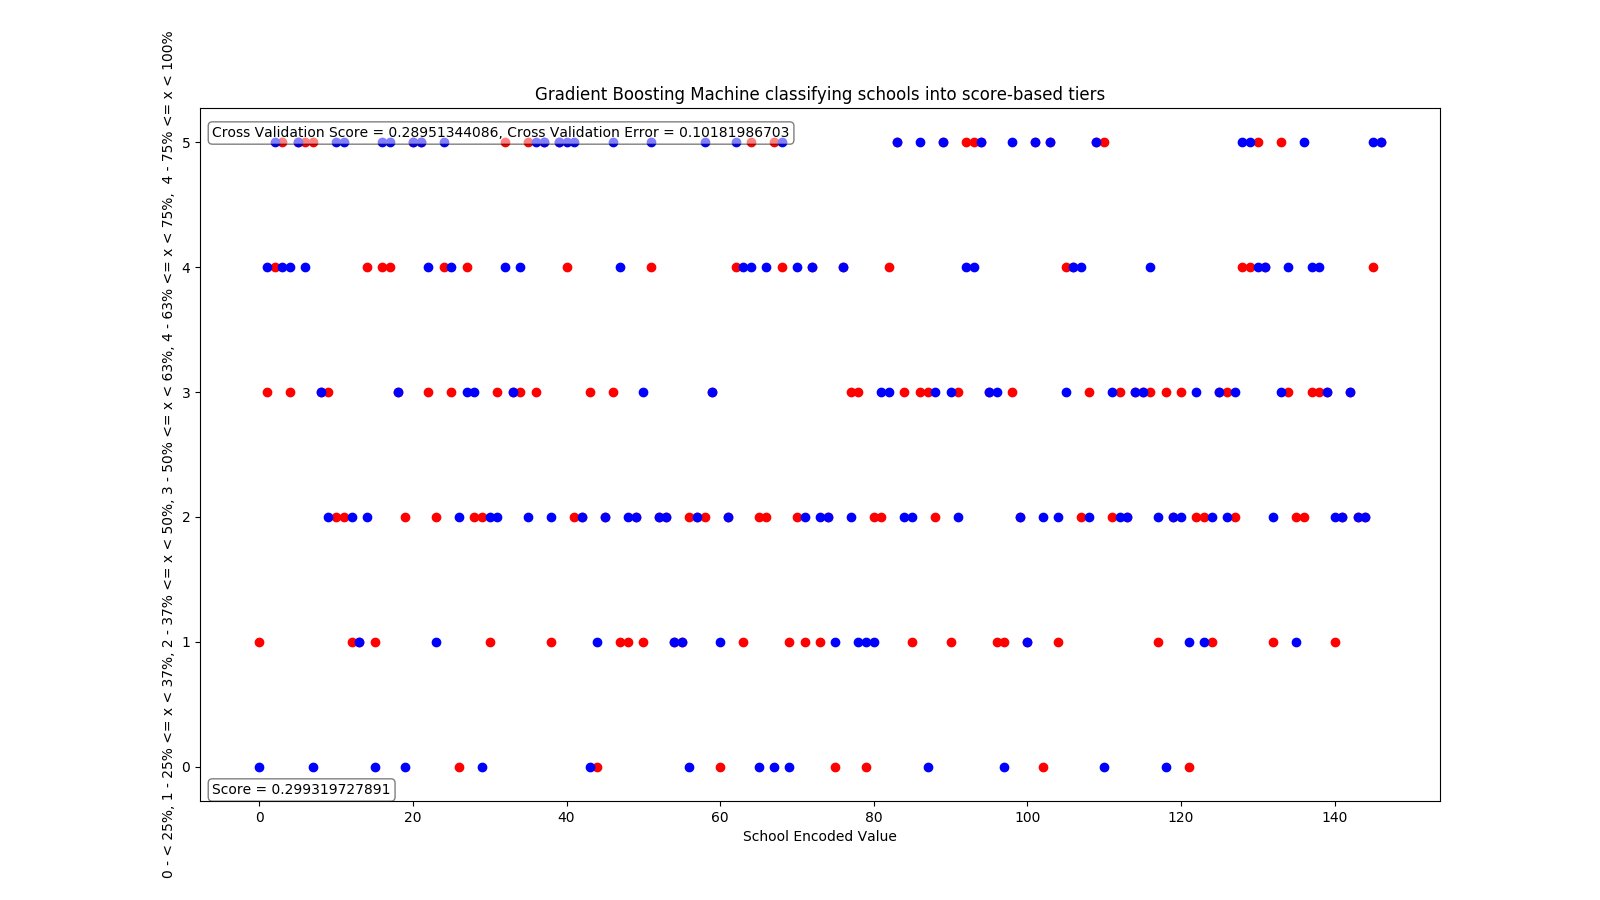 Gradient Boosting Machine classifying schools into score-based tiers
Cross Validation Score = 0.28951344086, Cross Validation Error = 0.10181986703
0 - < 25%, 1 - 25% <= x < 37%, 2 - 37% <= x < 50%, 3 - 50% <= x < 63%, 4 - 63% <= x < 75%,  4 - 75% <= x < 100%
5
4
3
2
1
0
Score = 0.299319727891
0 20 40 60 80 100 120 140
School Encoded Value